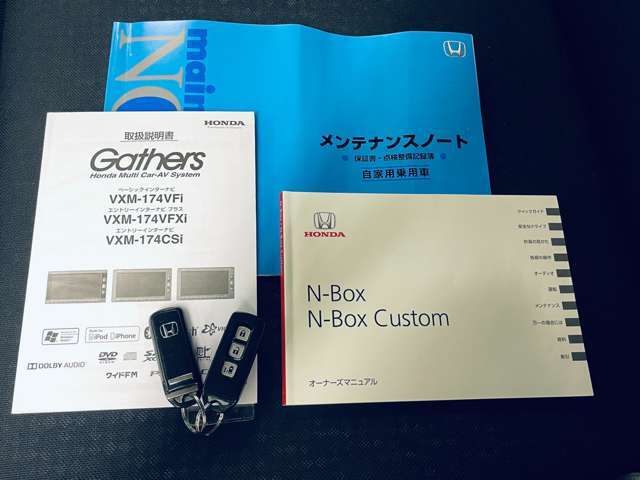 main
NO
メンテナンスノート
保証書・点検整備記録簿
自家用乗用車
HONDA
取扱説明書
Gathers
Honda Multi Car-AV System
ベーシックインターナビ
VXM-174VFi
エントリーインターナビ プラス
VXM-174VFXi
エントリーインターナビ
VXM-174CSi
iPod iPhone
DOLBY AUDIO
DVD
ワイドFM
HONDA
N-Box
N-Box Custom
オーナーズマニュアル
クイックガイド
安全なドライブ
計器の見かた
各部の操作
オーディオ
運転
メンテナンス
万一の場合には
資料
索引